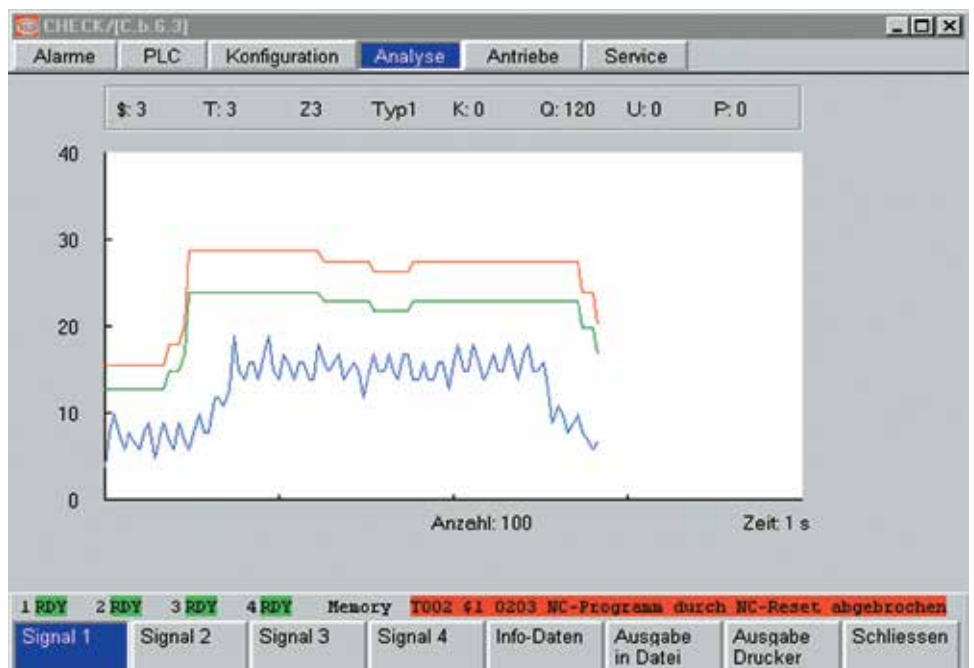 CHECK/[C.b.6.3]
Alarme PLC Konfiguration Analyse Antriebe Service
$: 3 T: 3 Z3 Typ1 K: 0 Q: 120 U: 0 P: 0
40
30
20
10
0
Anzahl: 100 Zeit: 1 s
1 RDY 2 RDY 3 RDY 4 RDY Memory T002 $1 0203 NC-Programm durch NC-Reset abgebrochen
Signal 1 Signal 2 Signal 3 Signal 4 Info-Daten Ausgabe in Datei Ausgabe Drucker Schliessen